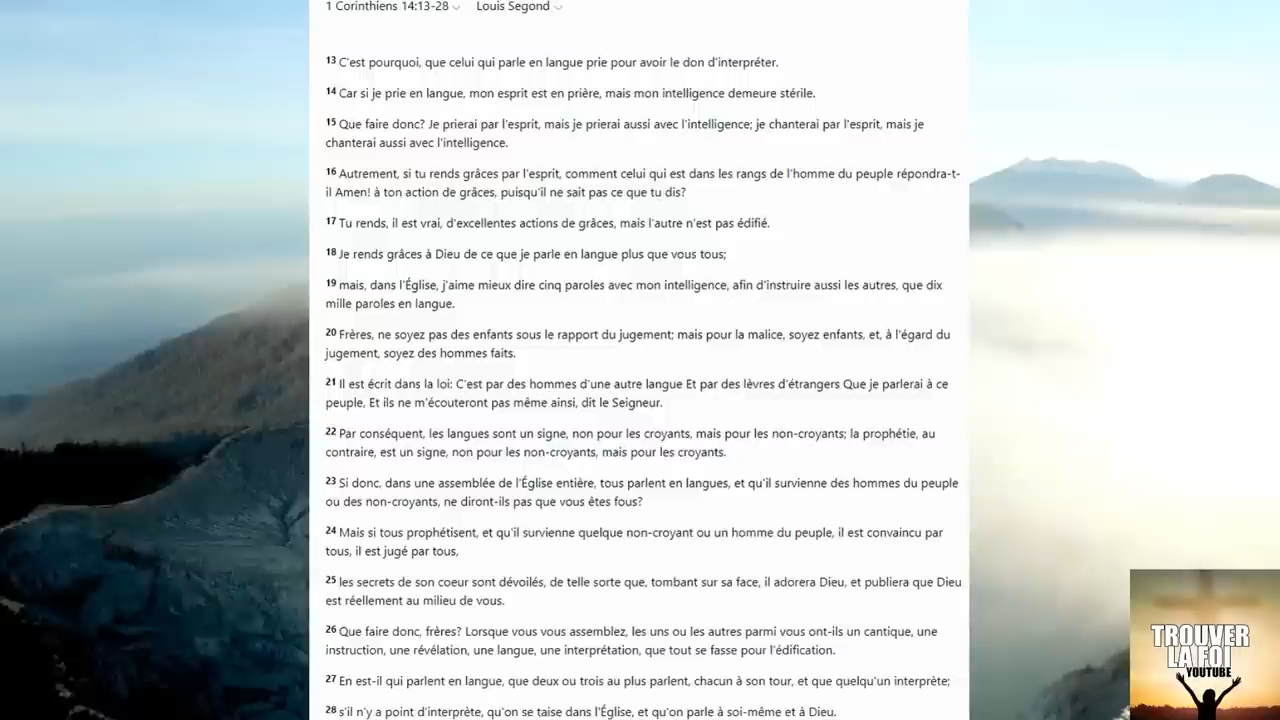 1 Corinthiens 14:13-28 Louis Segond
13 C'est pourquoi, que celui qui parle en langue prie pour avoir le don d'interpréter.
14 Car si je prie en langue, mon esprit est en prière, mais mon intelligence demeure stérile.
15 Que faire donc? Je prierai par l'esprit, mais je prierai aussi avec l'intelligence; je chanterai par l'esprit, mais je
chanterai aussi avec l'intelligence.
16 Autrement, si tu rends grâces par l'esprit, comment celui qui est dans les rangs de l'homme du peuple répondra-t-
il Amen! à ton action de grâces, puisqu'il ne sait pas ce que tu dis?
17 Tu rends, il est vrai, d'excellentes actions de grâces, mais l'autre n'est pas édifié.
18 Je rends grâces à Dieu de ce que je parle en langue plus que vous tous;
19 mais, dans l'Église, j'aime mieux dire cinq paroles avec mon intelligence, afin d'instruire aussi les autres, que dix
mille paroles en langue.
20 Frères, ne soyez pas des enfants sous le rapport du jugement; mais pour la malice, soyez enfants, et, à l'égard du
jugement, soyez des hommes faits.
21 Il est écrit dans la loi: C'est par des hommes d'une autre langue Et par des lèvres d'étrangers Que je parlerai à ce
peuple, Et ils ne m'écouteront pas même ainsi, dit le Seigneur.
22 Par conséquent, les langues sont un signe, non pour les croyants, mais pour les non-croyants; la prophétie, au
contraire, est un signe, non pour les non-croyants, mais pour les croyants.
23 Si donc, dans une assemblée de l'Église entière, tous parlent en langues, et qu'il survienne des hommes du peuple
ou des non-croyants, ne diront-ils pas que vous êtes fous?
24 Mais si tous prophétisent, et qu'il survienne quelque non-croyant ou un homme du peuple, il est convaincu par
tous, il est jugé par tous,
25 les secrets de son coeur sont dévoilés, de telle sorte que, tombant sur sa face, il adorera Dieu, et publiera que Dieu
est réellement au milieu de vous.
26 Que faire donc, frères? Lorsque vous vous assemblez, les uns ou les autres parmi vous ont-ils un cantique, une
instruction, une révélation, une langue, une interprétation, que tout se fasse pour l'édification.
27 En est-il qui parlent en langue, que deux ou trois au plus parlent, chacun à son tour, et que quelqu'un interprète;
28 s'il n'y a point d'interprète, qu'on se taise dans l'Église, et qu'on parle à soi-même et à Dieu.
TROUVER
LA FOI
YOUTUBE